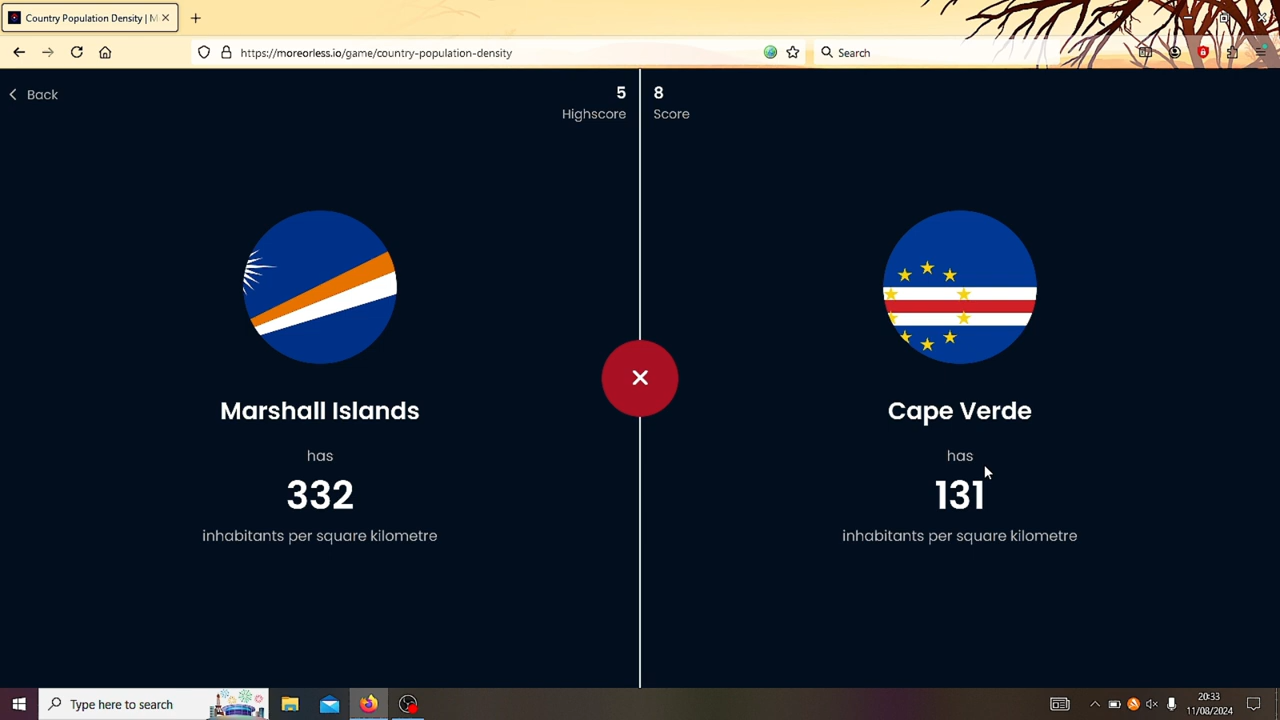 Country Population Density | M
https://moreorless.io/game/country-population-density
Search
Back
5
Highscore
8
Score
Marshall Islands
has
332
inhabitants per square kilometre
Cape Verde
has
131
inhabitants per square kilometre
Type here to search
20:33
11/08/2024